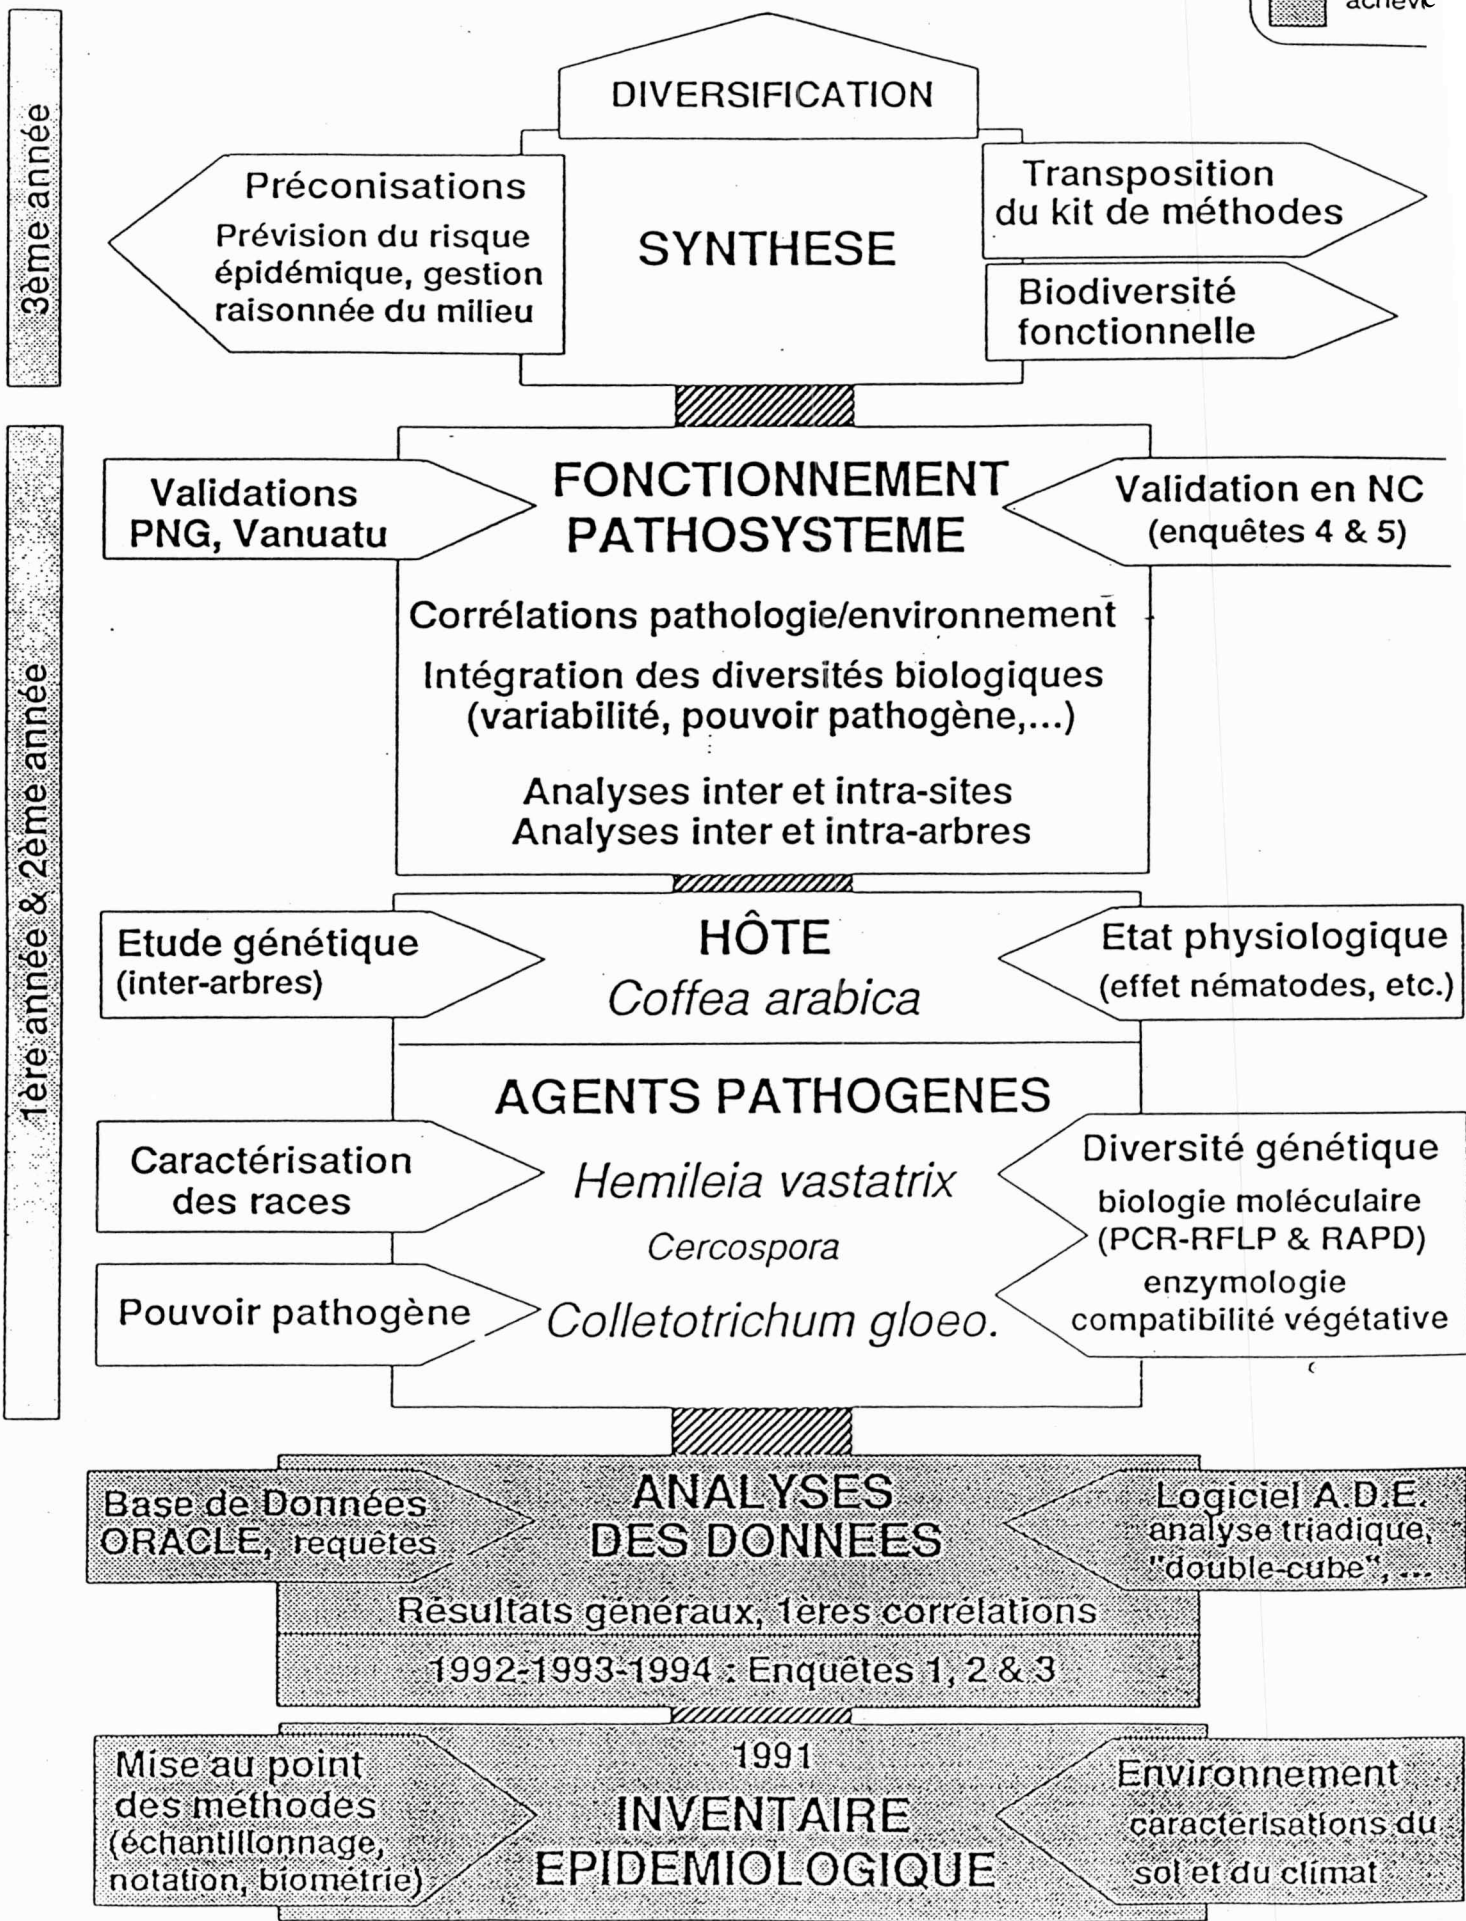 DIVERSIFICATION
3ème année
Préconisations
Prévision du risque
épidémique, gestion
raisonnée du milieu
SYNTHESE
Transposition
du kit de méthodes
Biodiversité
fonctionnelle
1ère année & 2ème année
Validations
PNG, Vanuatu
FONCTIONNEMENT
PATHOSYSTEME
Validation en NC
(enquêtes 4 & 5)
Corrélations pathologie/environnement
Intégration des diversités biologiques
(variabilité, pouvoir pathogène,...)
Analyses inter et intra-sites
Analyses inter et intra-arbres
Etude génétique
(inter-arbres)
HÔTE
Coffea arabica
Etat physiologique
(effet nématodes, etc.)
AGENTS PATHOGENES
Caractérisation
des races
Hemileia vastatrix
Cercospora
Pouvoir pathogène
Colletotrichum gloeo.
Diversité génétique
biologie moléculaire
(PCR-RFLP & RAPD)
enzymologie
compatibilité végétative
Base de Données
ORACLE, requêtes
ANALYSES
DES DONNEES
Logiciel A.D.E.
analyse triadique,
"double-cube", ...
Résultats généraux, 1ères corrélations
1992-1993-1994 : Enquêtes 1, 2 & 3
Mise au point
des méthodes
(échantillonnage,
notation, biométrie)
1991
INVENTAIRE
EPIDEMIOLOGIQUE
Environnement
caractérisations du
sol et du climat